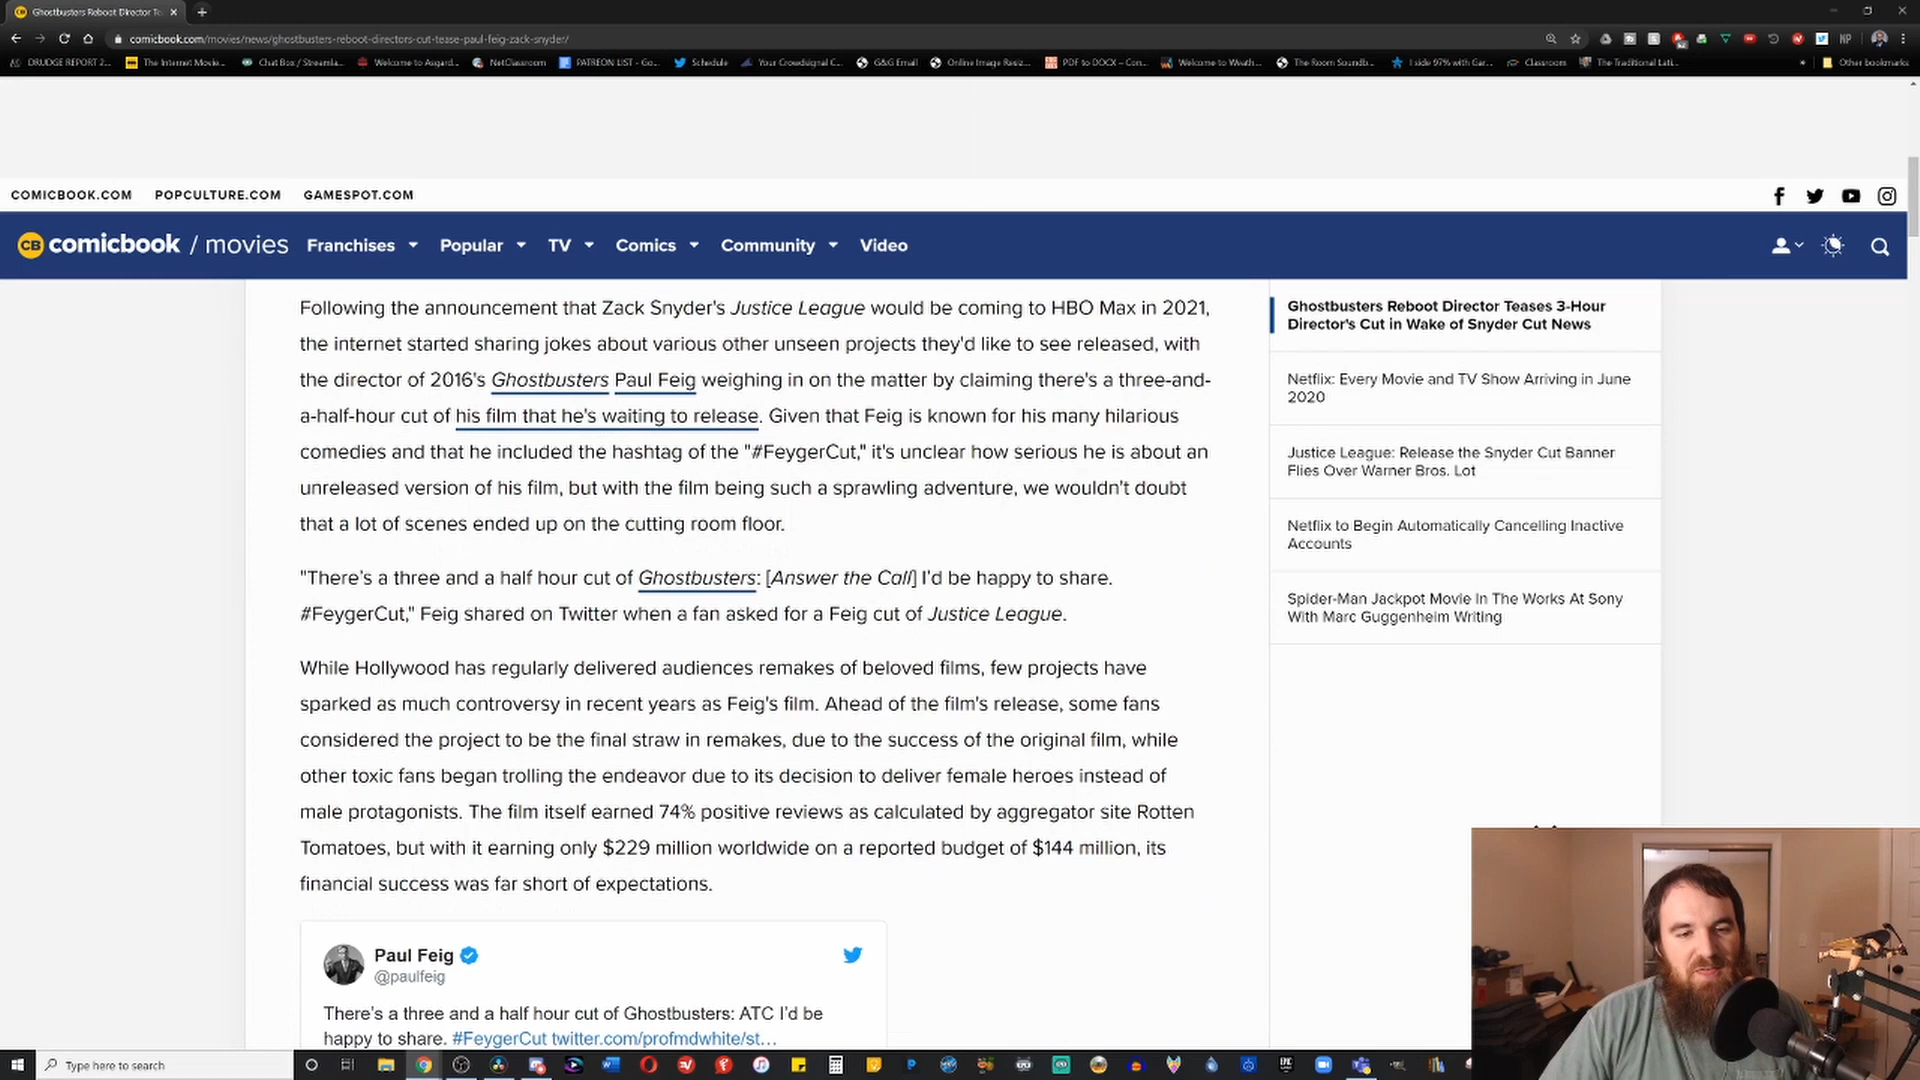 Ghostbusters Reboot Director Te
comicbook.com/movies/news/ghostbusters-reboot-directors-cut-tease-paul-feig-zack-snyder/
NP
DRUDGE REPORT 2... The Internet Movie... Chat Box / Streamla... Welcome to Asgard... NetClassroom PATREON LIST - Go... Schedule Your Crowdsignal C... G&G Email Online Image Resiz... PDF to DOCX – Con... Welcome to Weath... The Room Soundb... I side 97% with Gar... Classroom The Traditional Lati... » Other bookmarks
COMICBOOK.COM POPCULTURE.COM GAMESPOT.COM
CB comicbook / movies Franchises Popular TV Comics Community Video
Following the announcement that Zack Snyder's Justice League would be coming to HBO Max in 2021,
the internet started sharing jokes about various other unseen projects they'd like to see released, with
the director of 2016's Ghostbusters Paul Feig weighing in on the matter by claiming there's a three-and-
a-half-hour cut of his film that he's waiting to release. Given that Feig is known for his many hilarious
comedies and that he included the hashtag of the "#FeygerCut," it's unclear how serious he is about an
unreleased version of his film, but with the film being such a sprawling adventure, we wouldn't doubt
that a lot of scenes ended up on the cutting room floor.
"There's a three and a half hour cut of Ghostbusters: [Answer the Call] I'd be happy to share.
#FeygerCut," Feig shared on Twitter when a fan asked for a Feig cut of Justice League.
While Hollywood has regularly delivered audiences remakes of beloved films, few projects have
sparked as much controversy in recent years as Feig's film. Ahead of the film's release, some fans
considered the project to be the final straw in remakes, due to the success of the original film, while
other toxic fans began trolling the endeavor due to its decision to deliver female heroes instead of
male protagonists. The film itself earned 74% positive reviews as calculated by aggregator site Rotten
Tomatoes, but with it earning only $229 million worldwide on a reported budget of $144 million, its
financial success was far short of expectations.
Paul Feig
@paulfeig
There's a three and a half hour cut of Ghostbusters: ATC I'd be
happy to share. #FeygerCut twitter.com/profmdwhite/st...
Ghostbusters Reboot Director Teases 3-Hour
Director's Cut in Wake of Snyder Cut News
Netflix: Every Movie and TV Show Arriving in June
2020
Justice League: Release the Snyder Cut Banner
Flies Over Warner Bros. Lot
Netflix to Begin Automatically Cancelling Inactive
Accounts
Spider-Man Jackpot Movie In The Works At Sony
With Marc Guggenheim Writing
Type here to search